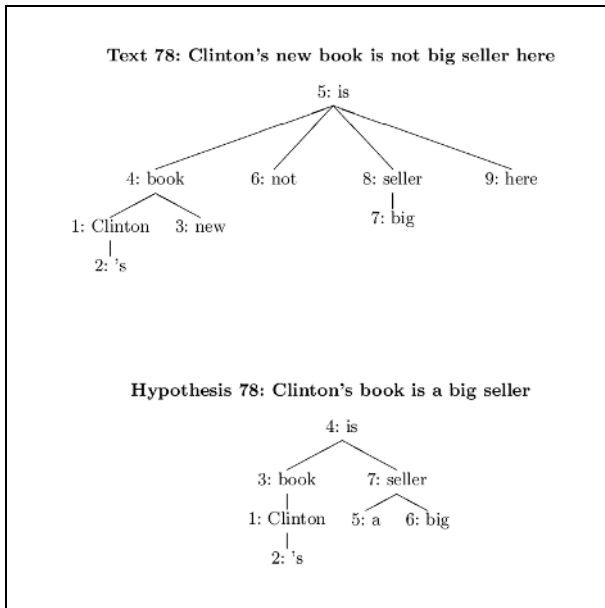 Text 78: Clinton's new book is not big seller here
5: is
4: book 6: not 8: seller 9: here
1: Clinton 3: new 7: big
2: 's
Hypothesis 78: Clinton's book is a big seller
4: is
3: book 7: seller
1: Clinton 5: a 6: big
2: 's